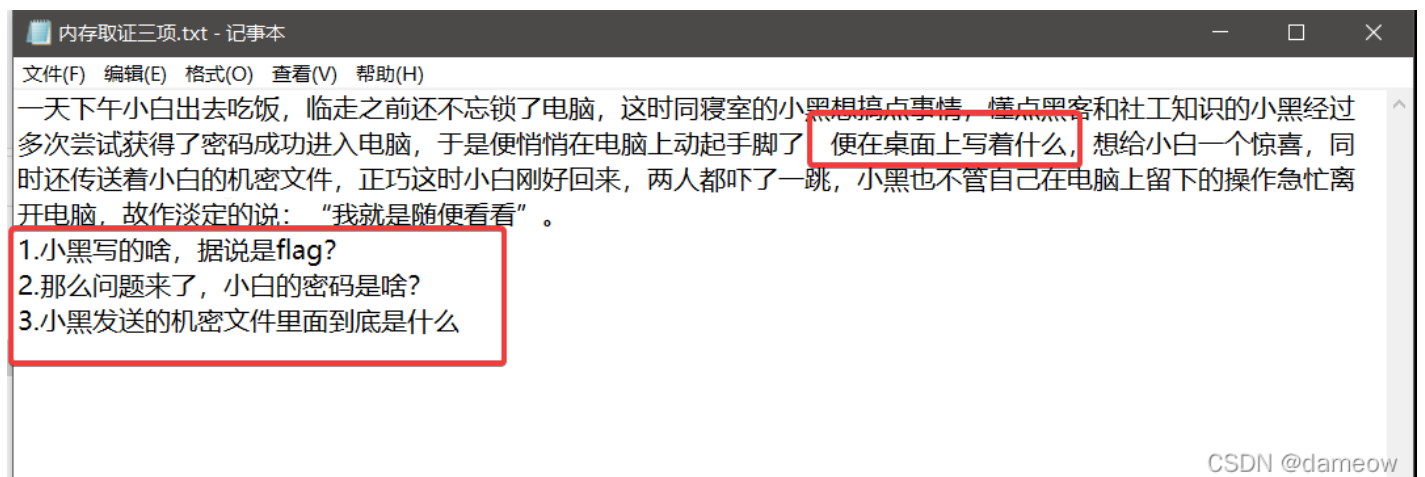 内存取证三项.txt - 记事本
文件(F) 编辑(E) 格式(O) 查看(V) 帮助(H)
一天下午小白出去吃饭，临走之前还不忘锁了电脑，这时同寝室的小黑想搞点事情，懂点黑客和社工知识的小黑经过
多次尝试获得了密码成功进入电脑，于是便悄悄在电脑上动起手脚了 便在桌面上写着什么，想给小白一个惊喜，同
时还传送着小白的机密文件，正巧这时小白刚好回来，两人都吓了一跳，小黑也不管自己在电脑上留下的操作急忙离
开电脑，故作淡定的说：“我就是随便看看”。
1.小黑写的啥，据说是flag？
2.那么问题来了，小白的密码是啥？
3.小黑发送的机密文件里面到底是什么
CSDN @dameow